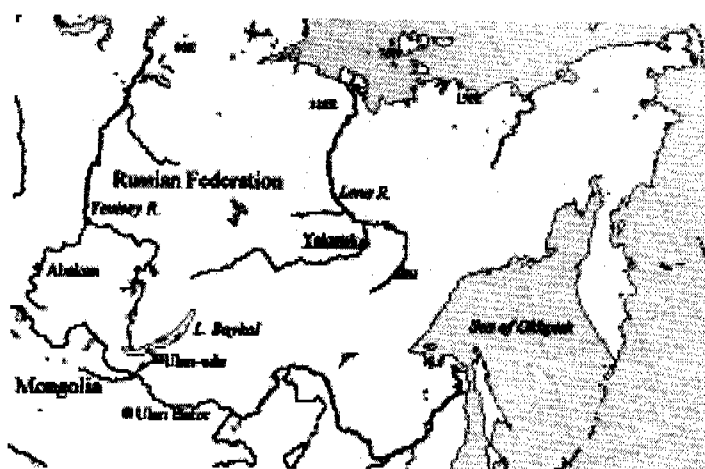 Russian Federation
Lena R.
Yenisey R.
Yakutsk
Abakan
Sea of Okhotsk
L. Baykal
Ulan-ude
Mongolia
Ulan Bator